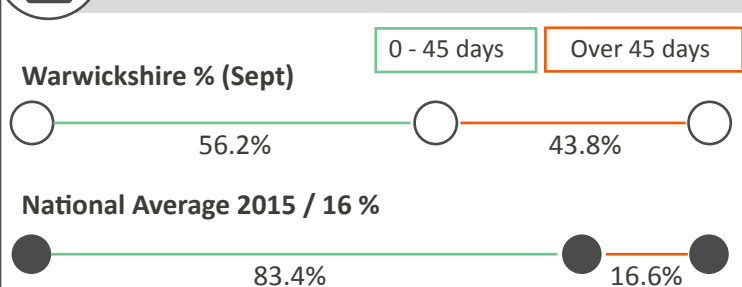 0 - 45 days
Over 45 days
Warwickshire % (Sept)
56.2%
43.8%
National Average 2015 / 16 %
83.4%
16.6%